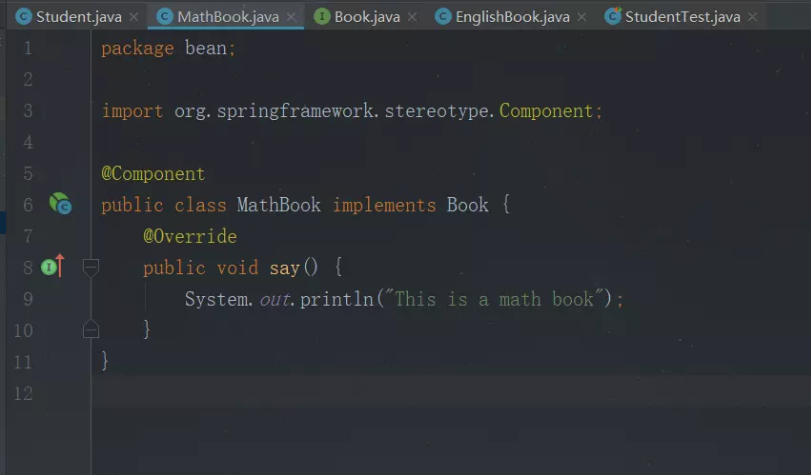 Student.java
MathBook.java
Book.java
EnglishBook.java
StudentTest.java
1 package bean;
2
3 import org.springframework.stereotype.Component;
4
5 @Component
6 public class MathBook implements Book {
7 @Override
8 public void say() {
9 System.out.println("This is a math book");
10 }
11 }
12